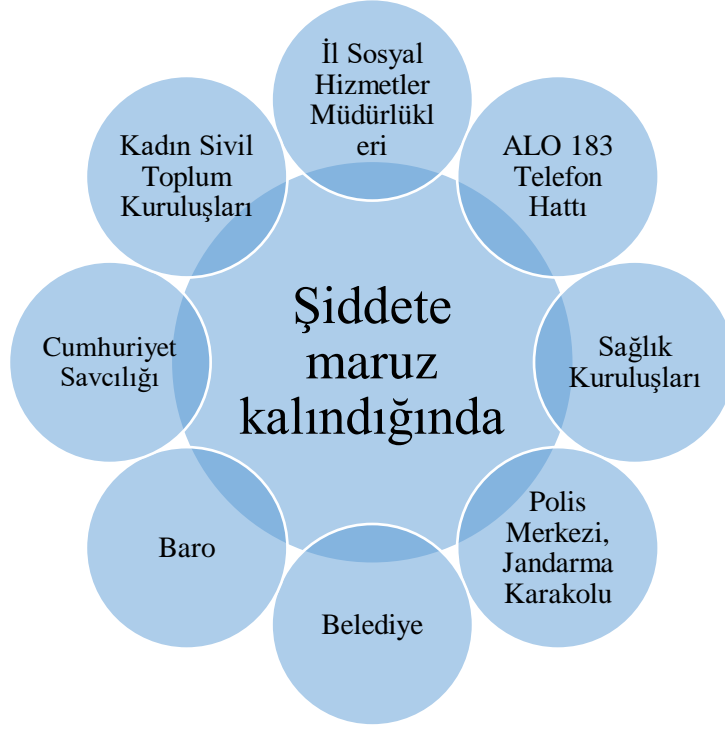 İl Sosyal
Hizmetler
Müdürlükl
eri
ALO 183
Telefon
Hattı
Sağlık
Kuruluşları
Polis
Merkezi,
Jandarma
Karakolu
Belediye
Baro
Cumhuriyet
Savcılığı
Kadın Sivil
Toplum
Kuruluşları
Şiddete
maruz
kalındığında